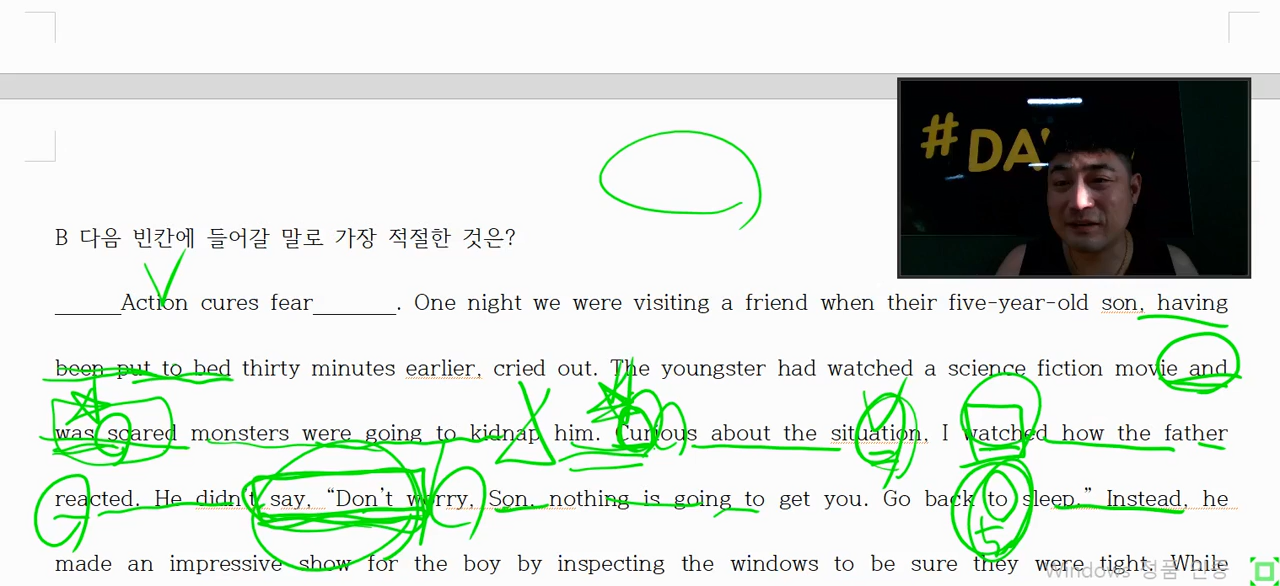 #DA
B 다음 빈칸에 들어갈 말로 가장 적절한 것은?
______Action cures fear_______. One night we were visiting a friend when their five-year-old son, having
been put to bed thirty minutes earlier, cried out. The youngster had watched a science fiction movie and
was scared monsters were going to kidnap him. Curious about the situation, I watched how the father
reacted. He didn't say, “Don't worry, Son, nothing is going to get you. Go back to sleep.” Instead, he
made an impressive show for the boy by inspecting the windows to be sure they were tight. While
Windows 정품 인증